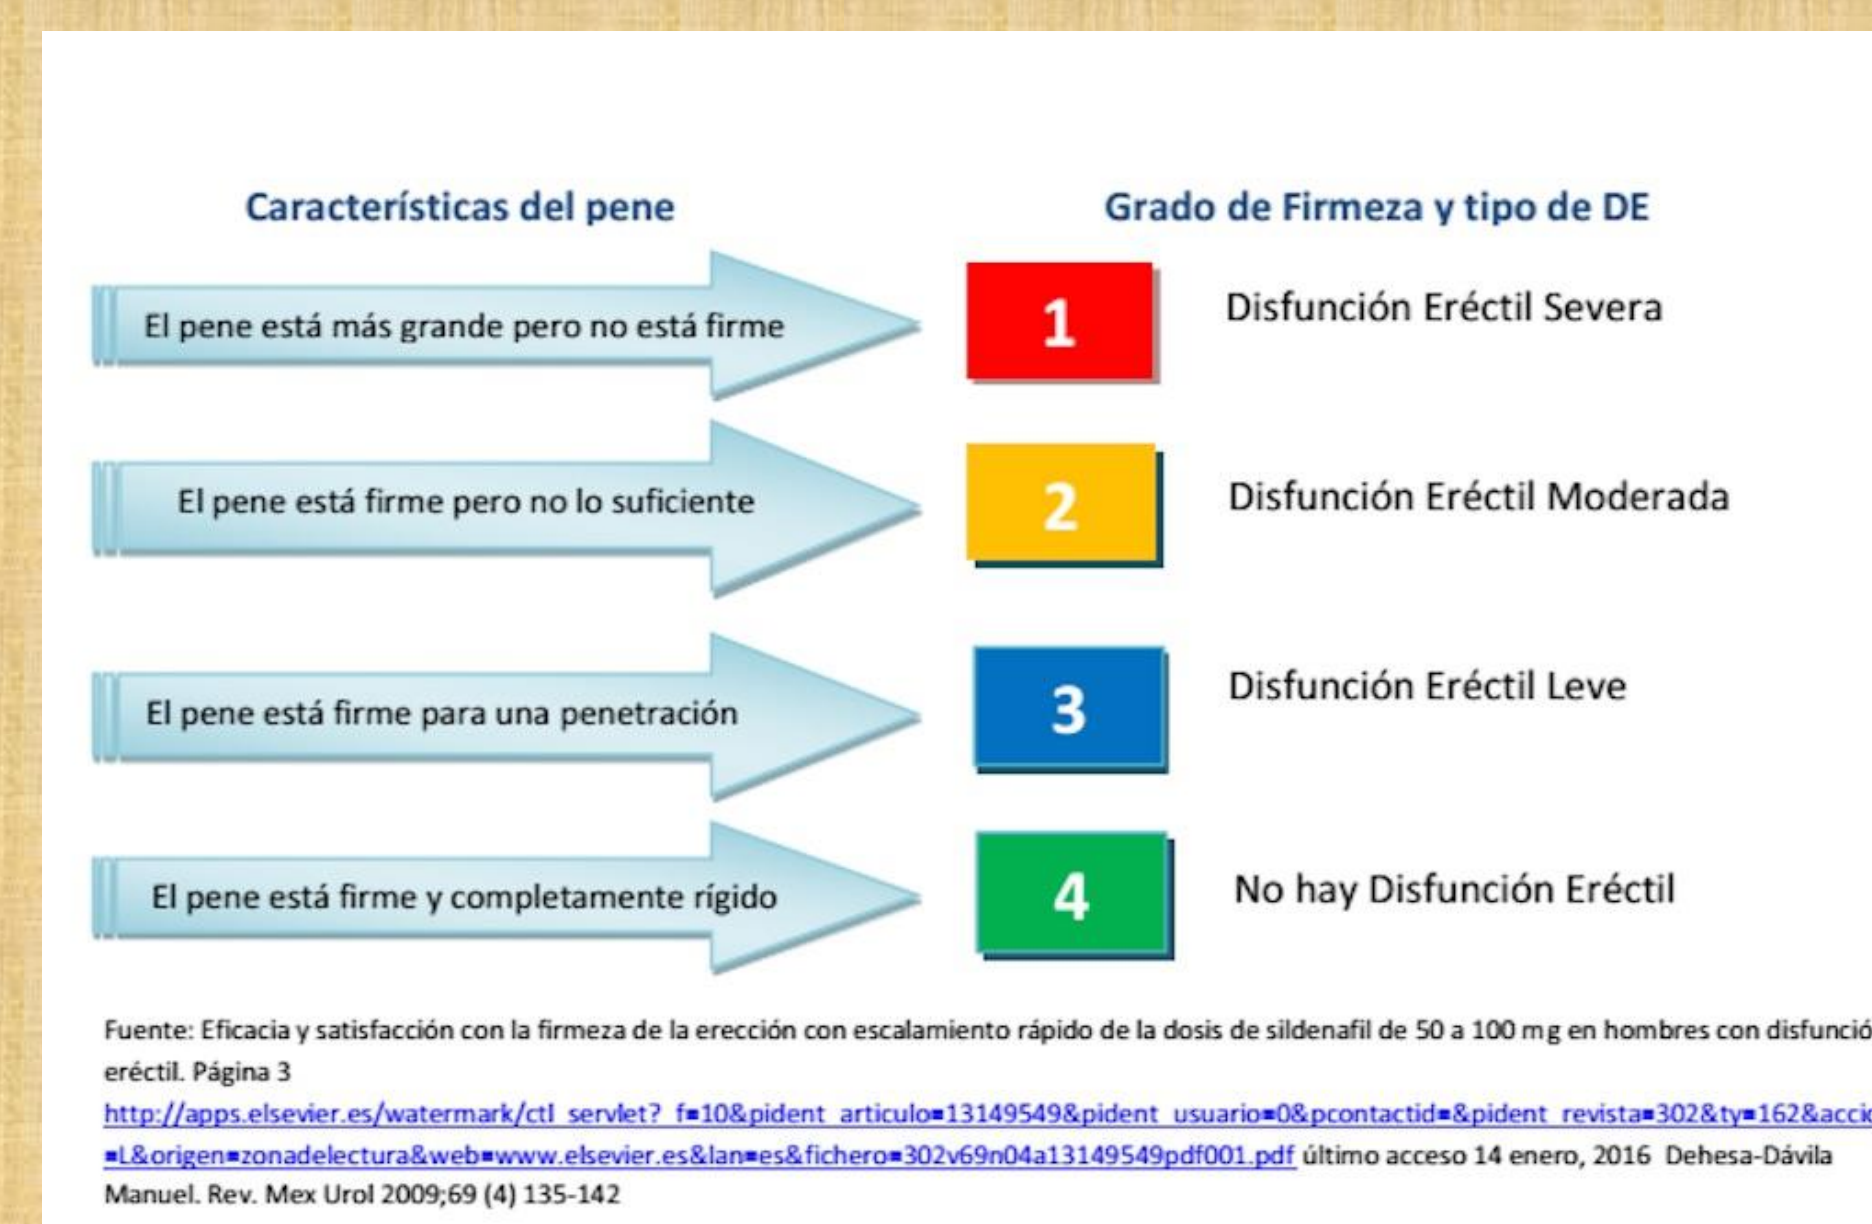 Características del pene
Grado de Firmeza y tipo de DE
El pene está más grande pero no está firme
1
Disfunción Eréctil Severa
El pene está firme pero no lo suficiente
2
Disfunción Eréctil Moderada
El pene está firme para una penetración
3
Disfunción Eréctil Leve
El pene está firme y completamente rígido
4
No hay Disfunción Eréctil
Fuente: Eficacia y satisfacción con la firmeza de la erección con escalamiento rápido de la dosis de sildenafil de 50 a 100 mg en hombres con disfunció
eréctil. Página 3
http://apps.elsevier.es/watermark/ctl_servlet?_f=10&pident_articulo=13149549&pident_usuario=0&pcontactid=&pident_revista=302&ty=162&accio
=L&origen=zonadelectura&web=www.elsevier.es&lan=es&fichero=302v69n04a13149549pdf001.pdf último acceso 14 enero, 2016 Dehesa-Dávila
Manuel. Rev. Mex Urol 2009;69 (4) 135-142